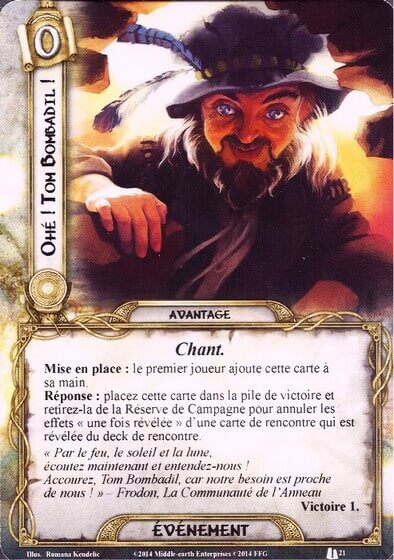 0
OHÉ ! TOM BOMBADIL !
AVANTAGE
Chant.
Mise en place : le premier joueur ajoute cette carte à
sa main.
Réponse : placez cette carte dans la pile de victoire et
retirez-la de la Réserve de Campagne pour annuler les
effets « une fois révélée » d'une carte de rencontre qui est
révélée du deck de rencontre.
« Par le feu, le soleil et la lune,
écoutez maintenant et entendez-nous !
Accourez, Tom Bombadil, car notre besoin est proche
de nous ! » – Frodon, La Communauté de l'Anneau
Victoire 1.
ÉVÉNEMENT
Illus. Romana Kendelic
©2014 Middle-earth Enterprises ©2014 FFG
21